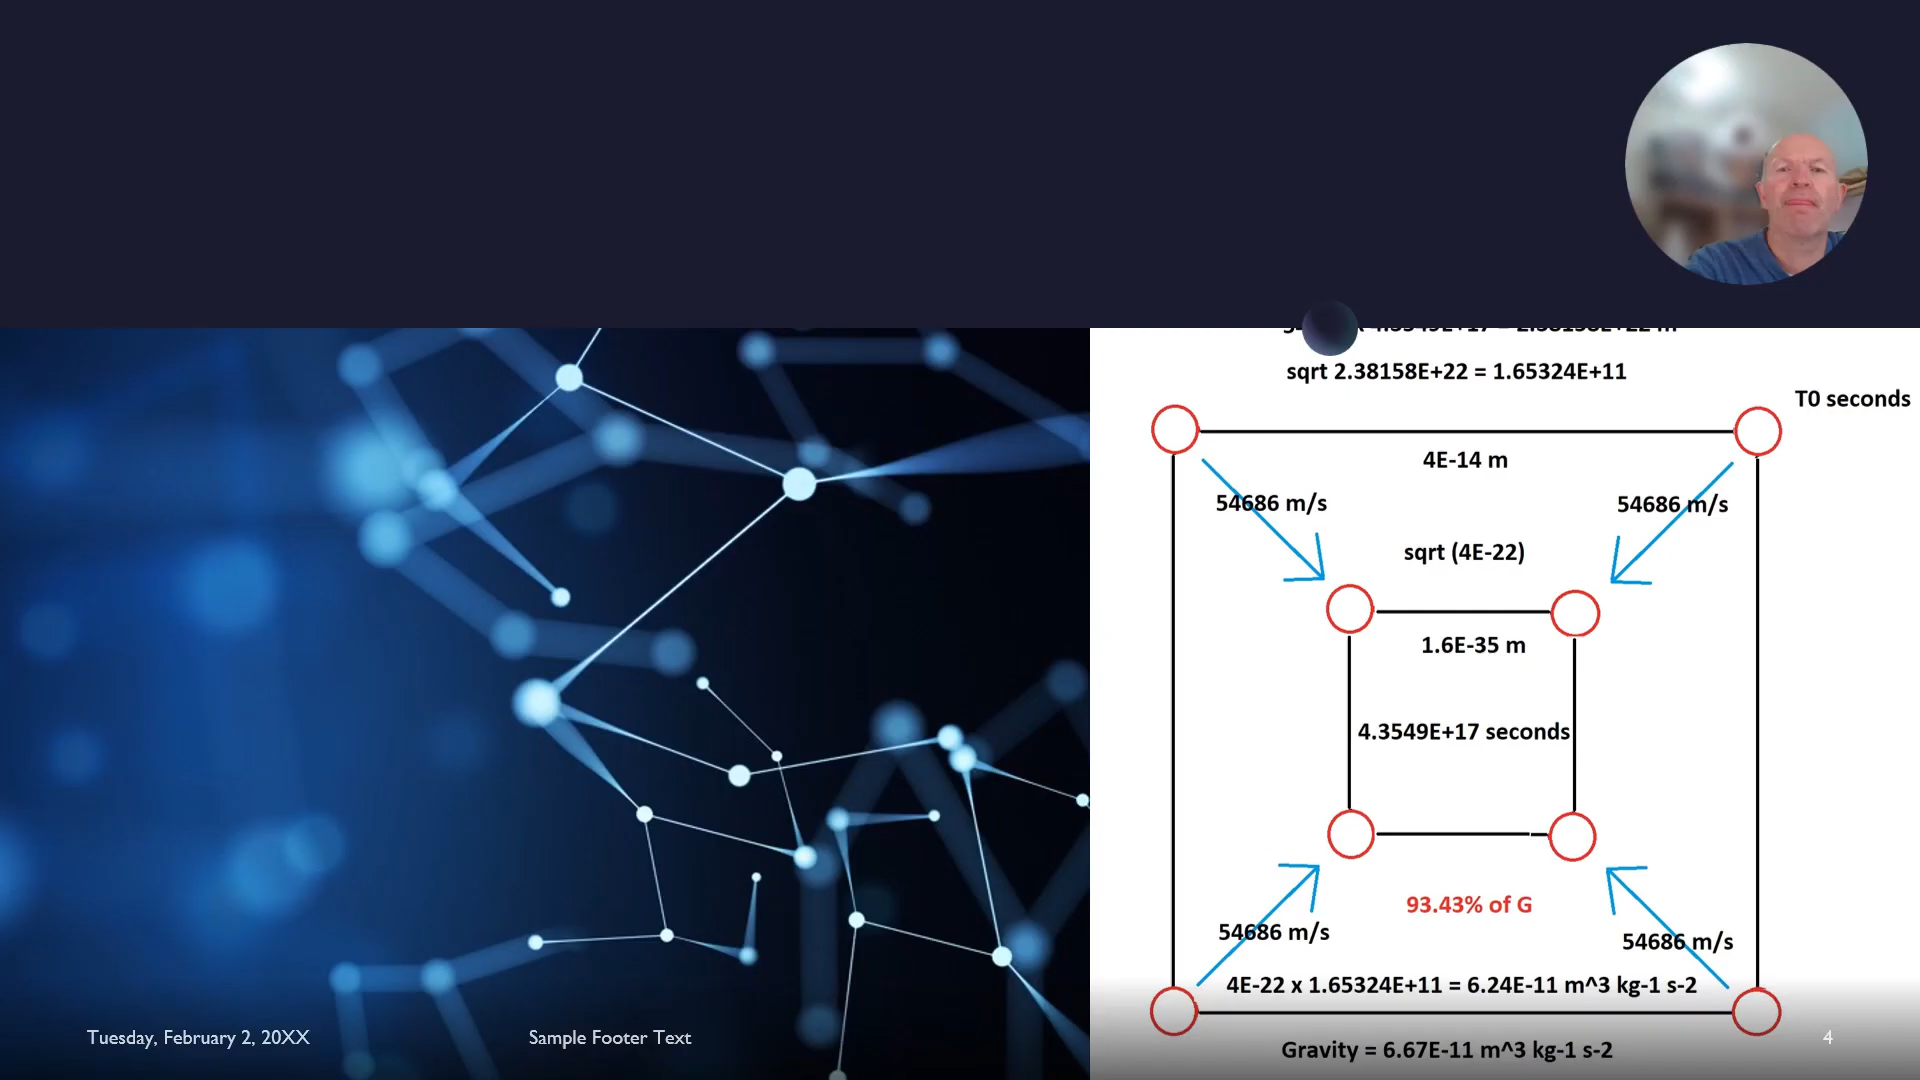 sqrt 2.38158E+22 = 1.65324E+11
T0 seconds
4E-14 m
54686 m/s
54686 m/s
sqrt (4E-22)
1.6E-35 m
4.3549E+17 seconds
93.43% of G
54686 m/s
54686 m/s
4E-22 x 1.65324E+11 = 6.24E-11 m^3 kg-1 s-2
Tuesday, February 2, 20XX
Sample Footer Text
4
Gravity = 6.67E-11 m^3 kg-1 s-2